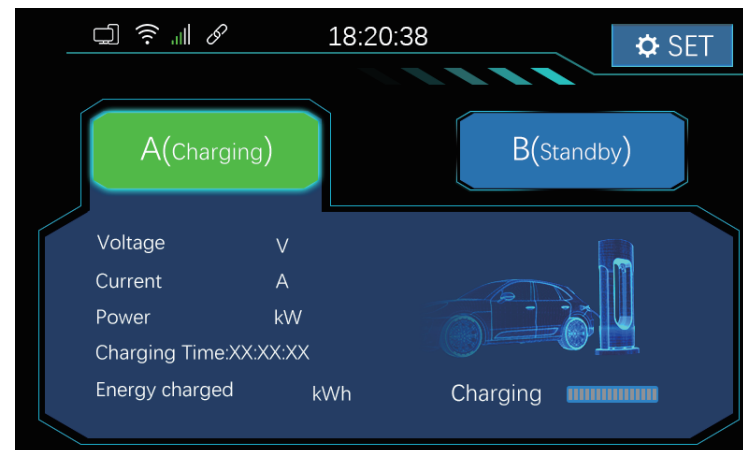 18:20:38
SET
A(Charging)
B(Standby)
Voltage V
Current A
Power kW
Charging Time:XX:XX:XX
Energy charged kWh
Charging